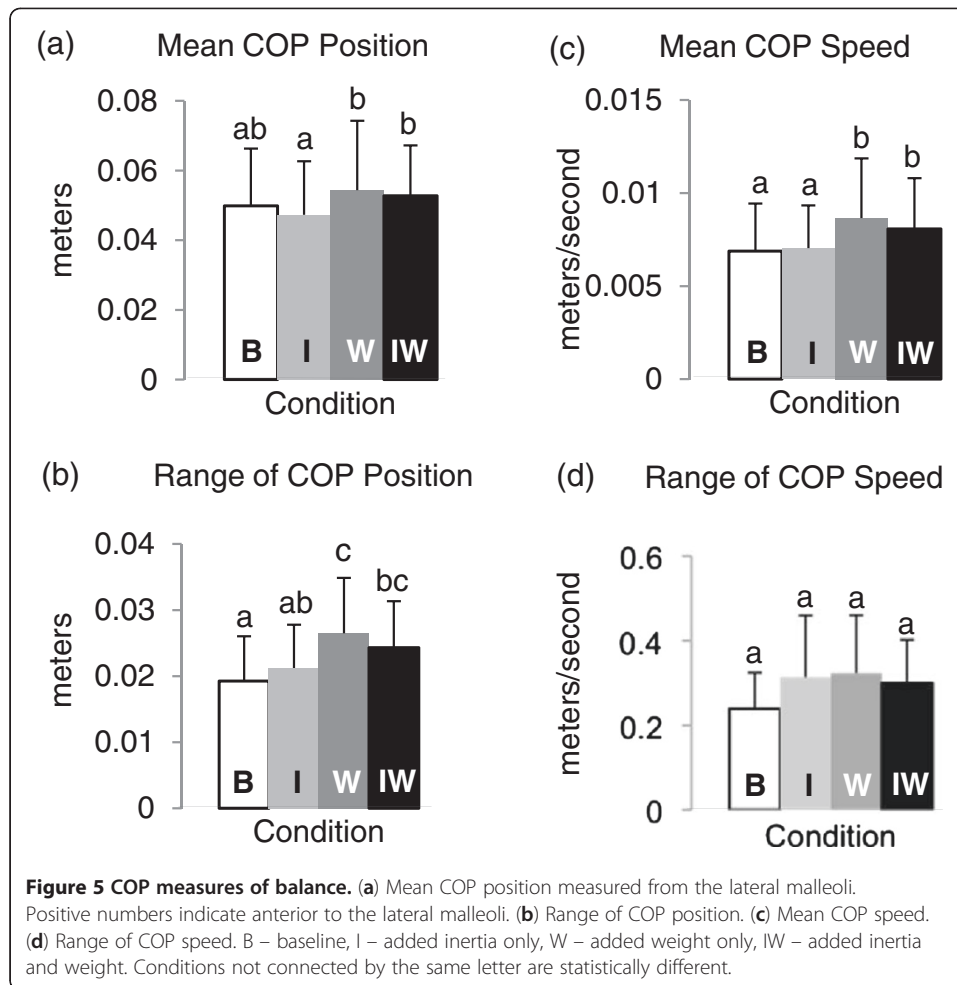 (a) Mean COP Position
0.08
0.06
0.04
0.02
0
meters
ab
a
b
b
B I W IW
Condition
(c) Mean COP Speed
0.015
0.01
0.005
0
meters/second
a
a
b
b
B I W IW
Condition
(b) Range of COP Position
0.04
0.03
0.02
0.01
0
meters
a
ab
c
bc
B I W IW
Condition
(d) Range of COP Speed
0.6
0.4
0.2
0
meters/second
a
a
a
a
B I W IW
Condition
Figure 5 COP measures of balance. (a) Mean COP position measured from the lateral malleoli.
Positive numbers indicate anterior to the lateral malleoli. (b) Range of COP position. (c) Mean COP speed.
(d) Range of COP speed. B – baseline, I – added inertia only, W – added weight only, IW – added inertia
and weight. Conditions not connected by the same letter are statistically different.